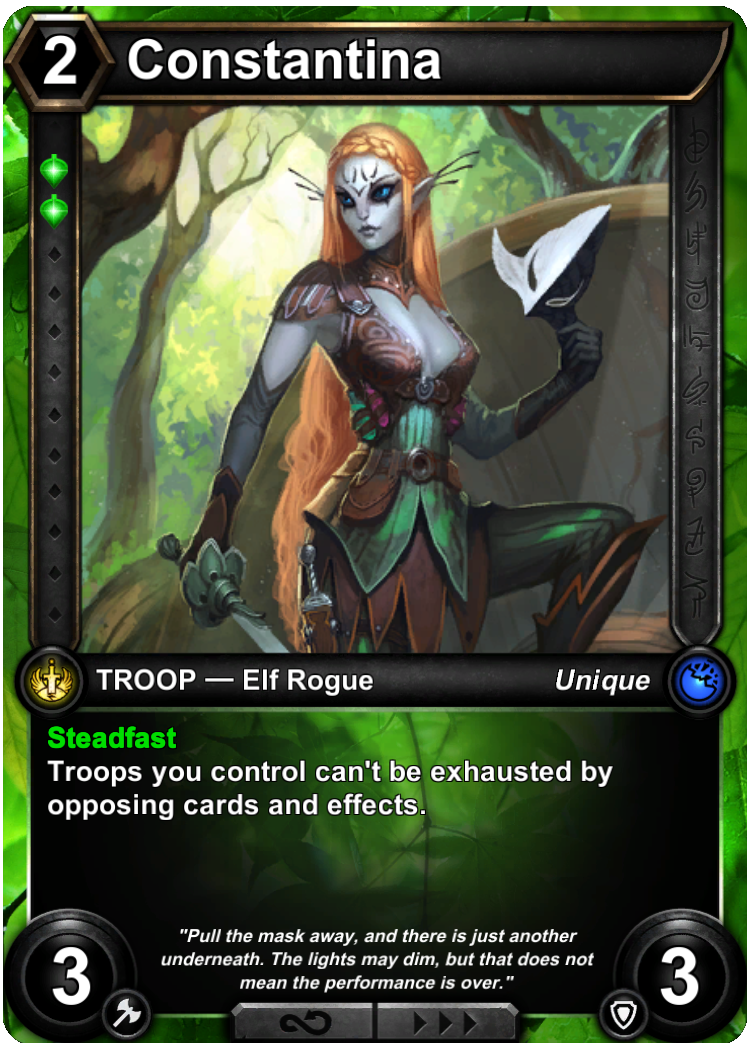 2
Constantina
TROOP — Elf Rogue
Unique
Steadfast
Troops you control can't be exhausted by
opposing cards and effects.
"Pull the mask away, and there is just another
underneath. The lights may dim, but that does not
mean the performance is over."
3
3